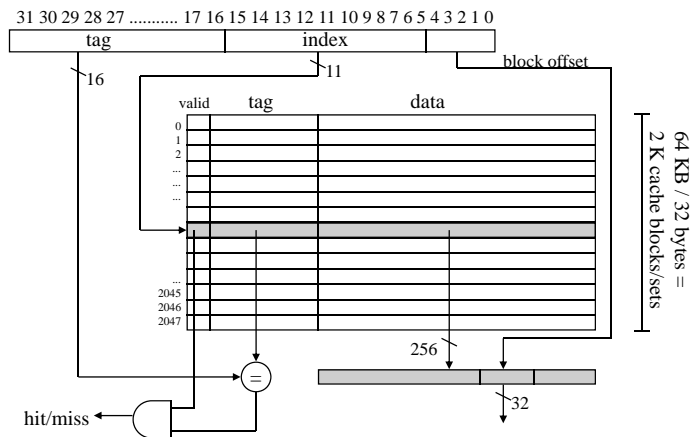 31 30 29 28 27 ........... 17 16 15 14 13 12 11 10 9 8 7 6 5 4 3 2 1 0
tag index
16
11
block offset
valid tag data
0
1
2
...
...
...
...
2045
2046
2047
64 KB / 32 bytes =
2 K cache blocks/sets
256
=
32
hit/miss